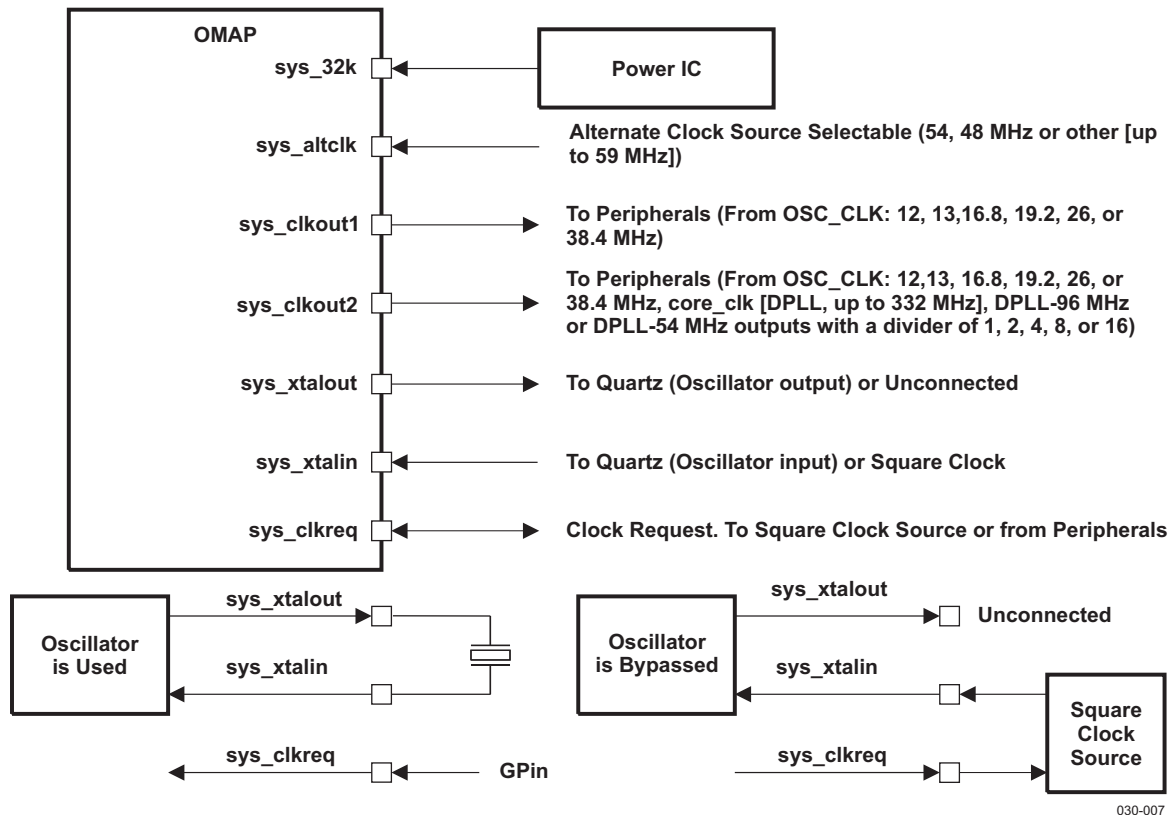 OMAP
sys_32k
Power IC
sys_altclk
Alternate Clock Source Selectable (54, 48 MHz or other [up
to 59 MHz])
sys_clkout1
To Peripherals (From OSC_CLK: 12, 13,16.8, 19.2, 26, or
38.4 MHz)
sys_clkout2
To Peripherals (From OSC_CLK: 12,13, 16.8, 19.2, 26, or
38.4 MHz, core_clk [DPLL, up to 332 MHz], DPLL-96 MHz
or DPLL-54 MHz outputs with a divider of 1, 2, 4, 8, or 16)
sys_xtalout
To Quartz (Oscillator output) or Unconnected
sys_xtalin
To Quartz (Oscillator input) or Square Clock
sys_clkreq
Clock Request. To Square Clock Source or from Peripherals
Oscillator
is Used
sys_xtalout
sys_xtalin
sys_clkreq
GPin
Oscillator
is Bypassed
sys_xtalout
Unconnected
sys_xtalin
sys_clkreq
Square
Clock
Source
030-007